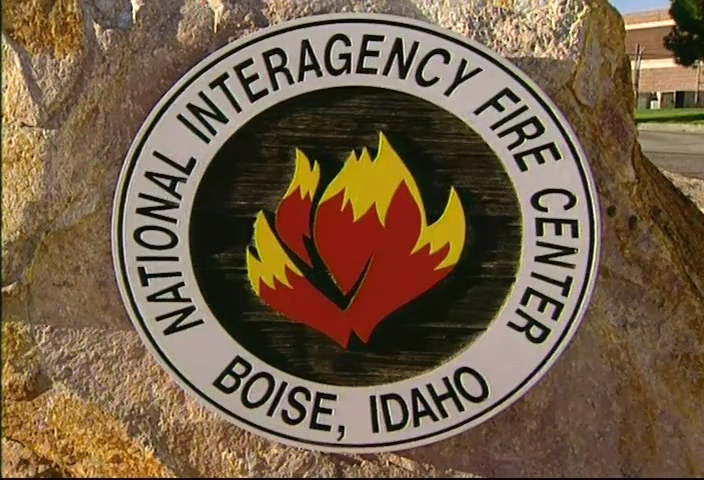 NATIONAL INTERAGENCY FIRE CENTER
BOISE, IDAHO